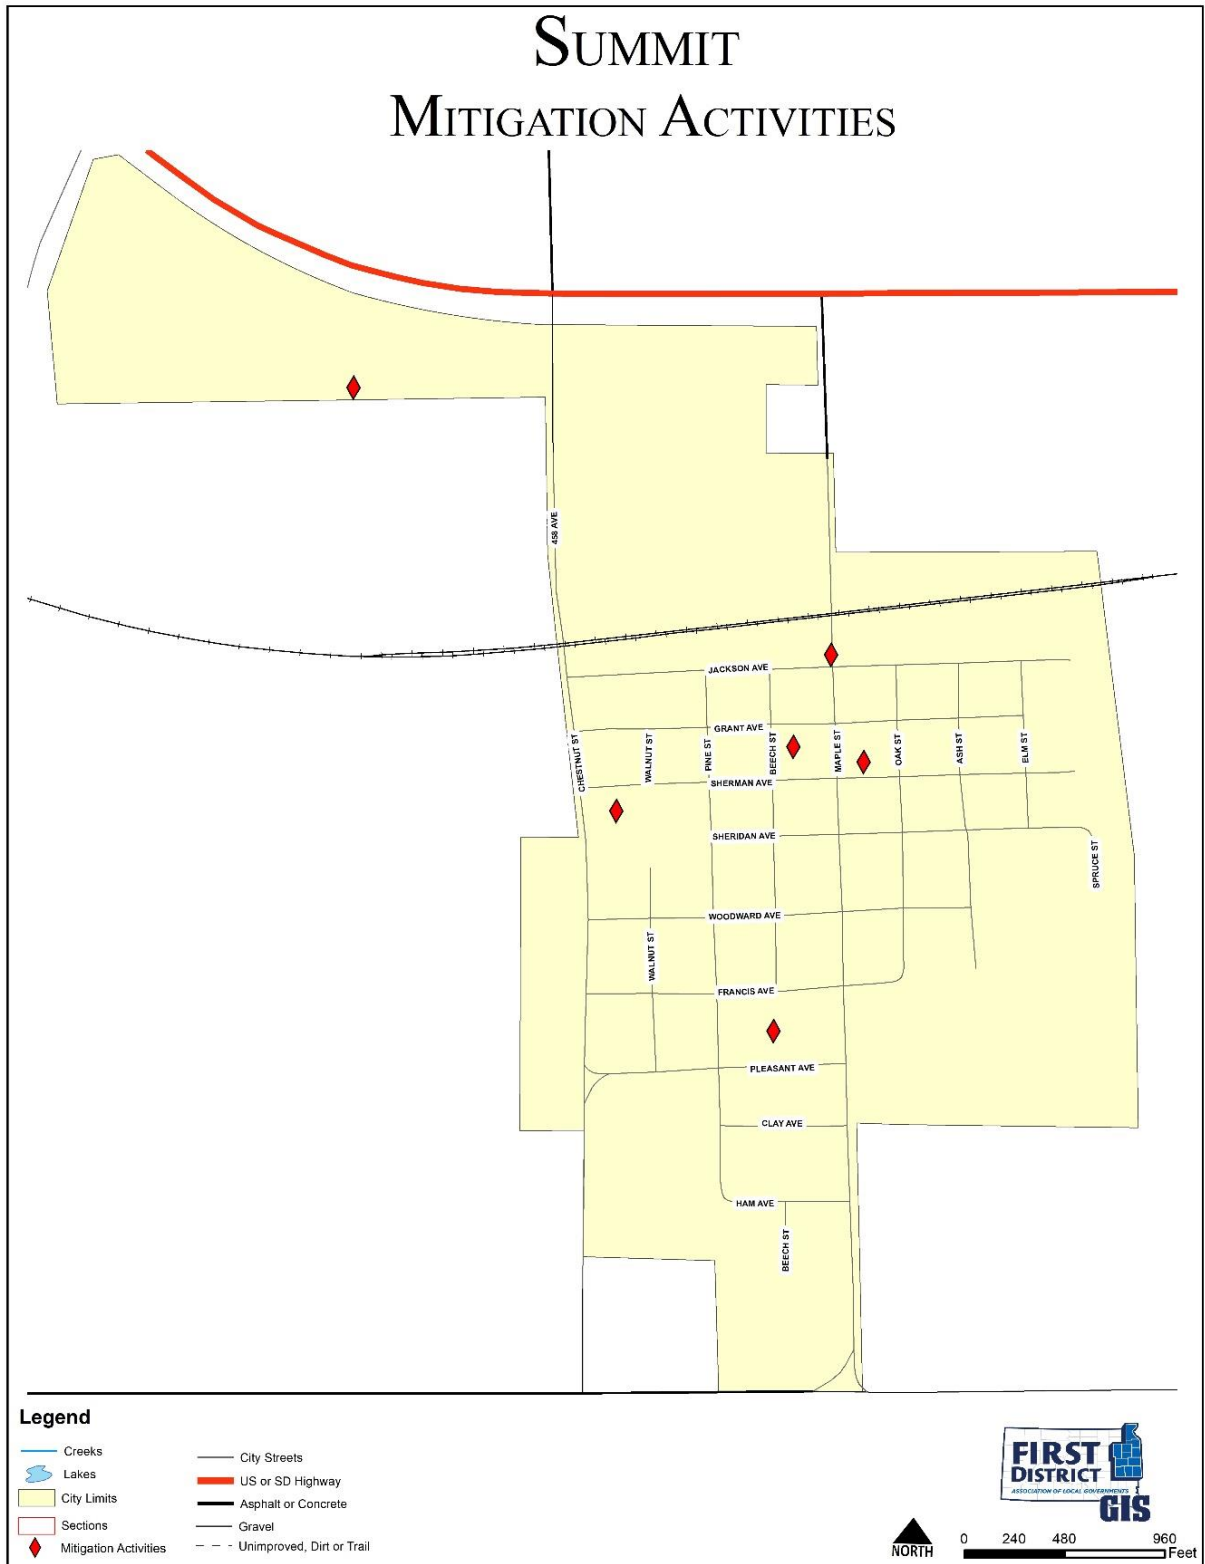 SUMMIT
MITIGATION ACTIVITIES
458 AVE
JACKSON AVE
GRANT AVE
CHESTNUT ST
WALNUT ST
PINE ST
BEECH ST
MAPLE ST
OAK ST
ASH ST
ELM ST
SHERMAN AVE
SHERIDAN AVE
SPRUCE ST
WOODWARD AVE
WALNUT ST
FRANCIS AVE
PLEASANT AVE
CLAY AVE
HAM AVE
BEECH ST
Legend
Creeks
Lakes
City Limits
Sections
Mitigation Activities
City Streets
US or SD Highway
Asphalt or Concrete
Gravel
Unimproved, Dirt or Trail
FIRST
DISTRICT
ASSOCIATION OF LOCAL GOVERNMENTS
GIS
NORTH
0 240 480 960
Feet